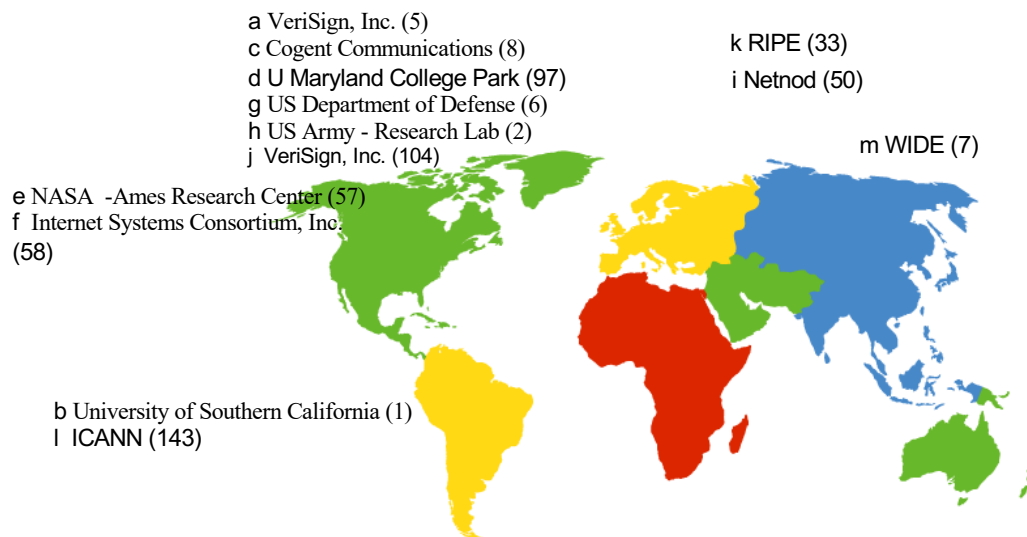 a VeriSign, Inc. (5)
c Cogent Communications (8)
d U Maryland College Park (97)
g US Department of Defense (6)
h US Army - Research Lab (2)
j VeriSign, Inc. (104)
k RIPE (33)
i Netnod (50)
m WIDE (7)
e NASA -Ames Research Center (57)
f Internet Systems Consortium, Inc.
(58)
b University of Southern California (1)
l ICANN (143)